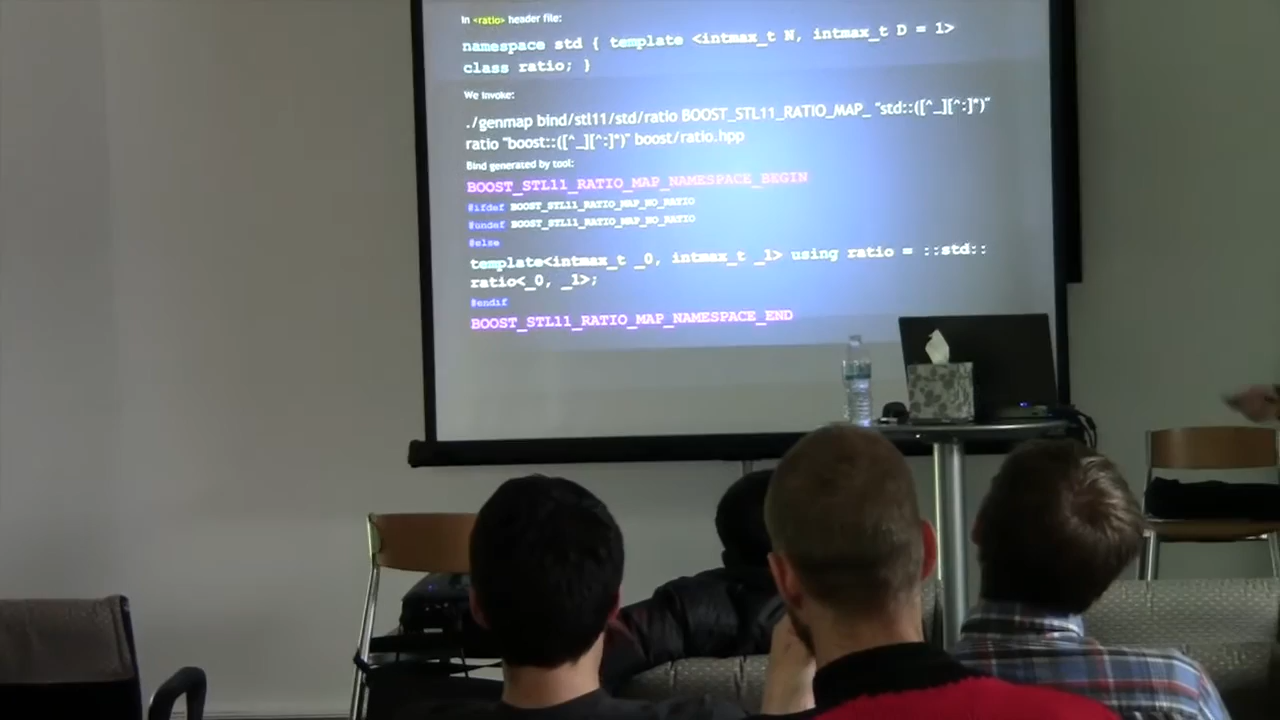 In <ratio> header file:
namespace std { template <intmax_t N, intmax_t D = 1>
class ratio; }
We invoke:
./genmap bind/stl11/std/ratio BOOST_STL11_RATIO_MAP_ "std::([^_][^:]*)"
ratio "boost::([^_][^:]*)" boost/ratio.hpp
Bind generated by tool:
BOOST_STL11_RATIO_MAP_NAMESPACE_BEGIN
#ifdef BOOST_STL11_RATIO_MAP_NO_RATIO
#undef BOOST_STL11_RATIO_MAP_NO_RATIO
#else
template<intmax_t _0, intmax_t _1> using ratio = ::std::
ratio<_0, _1>;
#endif
BOOST_STL11_RATIO_MAP_NAMESPACE_END